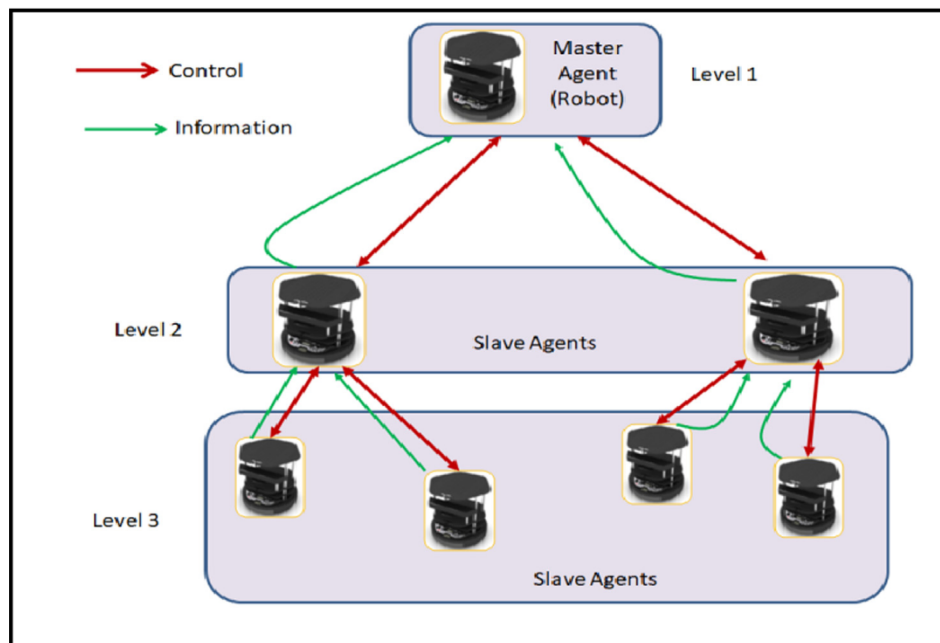 Master
Agent
(Robot)
Level 1
Control
Information
Level 2
Slave Agents
Level 3
Slave Agents